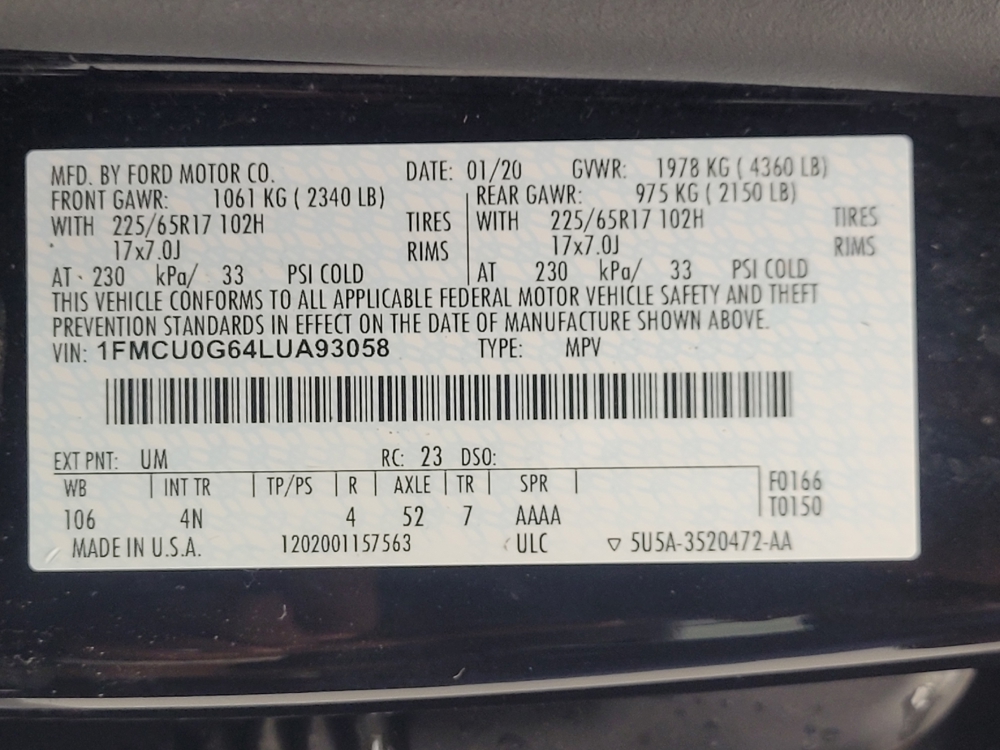 MFD. BY FORD MOTOR CO. DATE: 01/20 GVWR: 1978 KG ( 4360 LB)
FRONT GAWR: 1061 KG ( 2340 LB) REAR GAWR: 975 KG ( 2150 LB)
WITH 225/65R17 102H TIRES WITH 225/65R17 102H TIRES
17x7.0J RIMS 17x7.0J RIMS
AT 230 kPa/ 33 PSI COLD AT 230 kPa/ 33 PSI COLD
THIS VEHICLE CONFORMS TO ALL APPLICABLE FEDERAL MOTOR VEHICLE SAFETY AND THEFT
PREVENTION STANDARDS IN EFFECT ON THE DATE OF MANUFACTURE SHOWN ABOVE.
VIN: 1FMCU0G64LUA93058 TYPE: MPV
EXT PNT: UM RC: 23 DSO:
WB INT TR TP/PS R AXLE TR SPR F0166
T0150
106 4N 4 52 7 AAAA
MADE IN U.S.A. 1202001157563 ULC ▽ 5U5A-3520472-AA